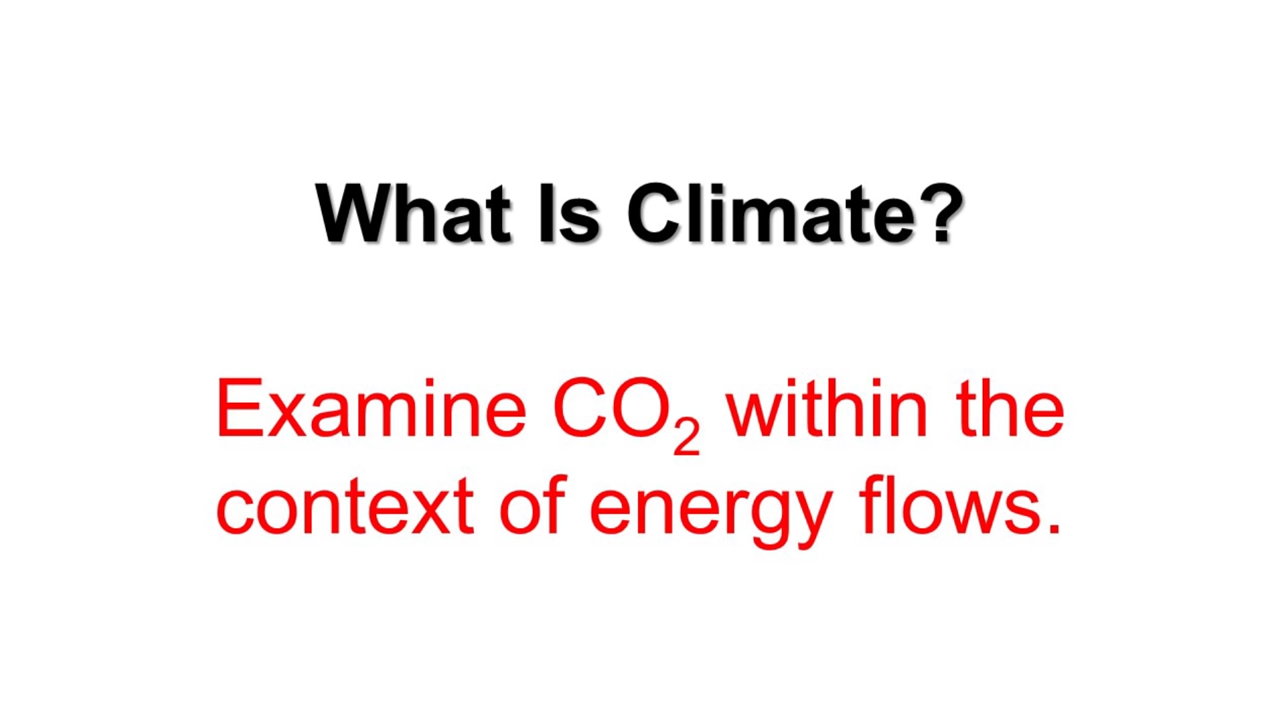 What Is Climate?
Examine CO₂ within the
context of energy flows.